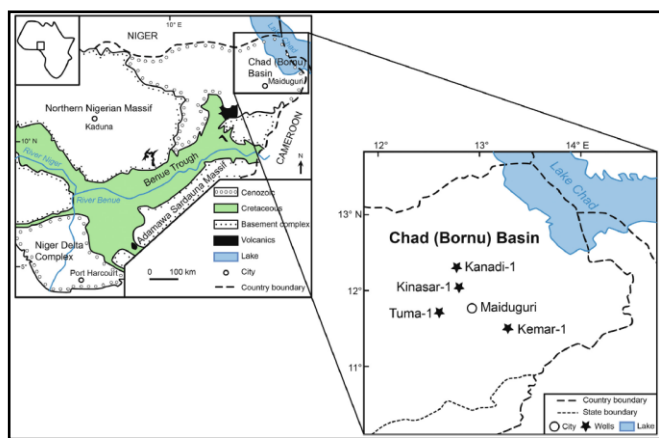 10° E
NIGER
Lake Chad
Chad (Bornu)
Basin
Maiduguri
Northern Nigerian Massif
Kaduna
10° N
River Niger
Benue Trough
CAMEROON
N
River Benue
Adamawa Sardauna Massif
Niger Delta
Complex
5°
Port Harcourt
0 100 km
Cenozoic
Cretaceous
Basement complex
Volcanics
Lake
City
Country boundary
12° 13° 14° E
13° N
Lake Chad
Chad (Bornu) Basin
Kanadi-1
12°
Kinasar-1
Tuma-1
Maiduguri
Kemar-1
11°
Country boundary
State boundary
City Wells Lake